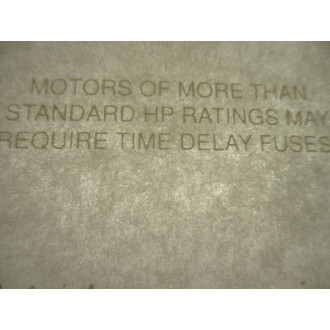 MOTORS OF MORE THAN
STANDARD HP RATINGS MAY
REQUIRE TIME DELAY FUSES